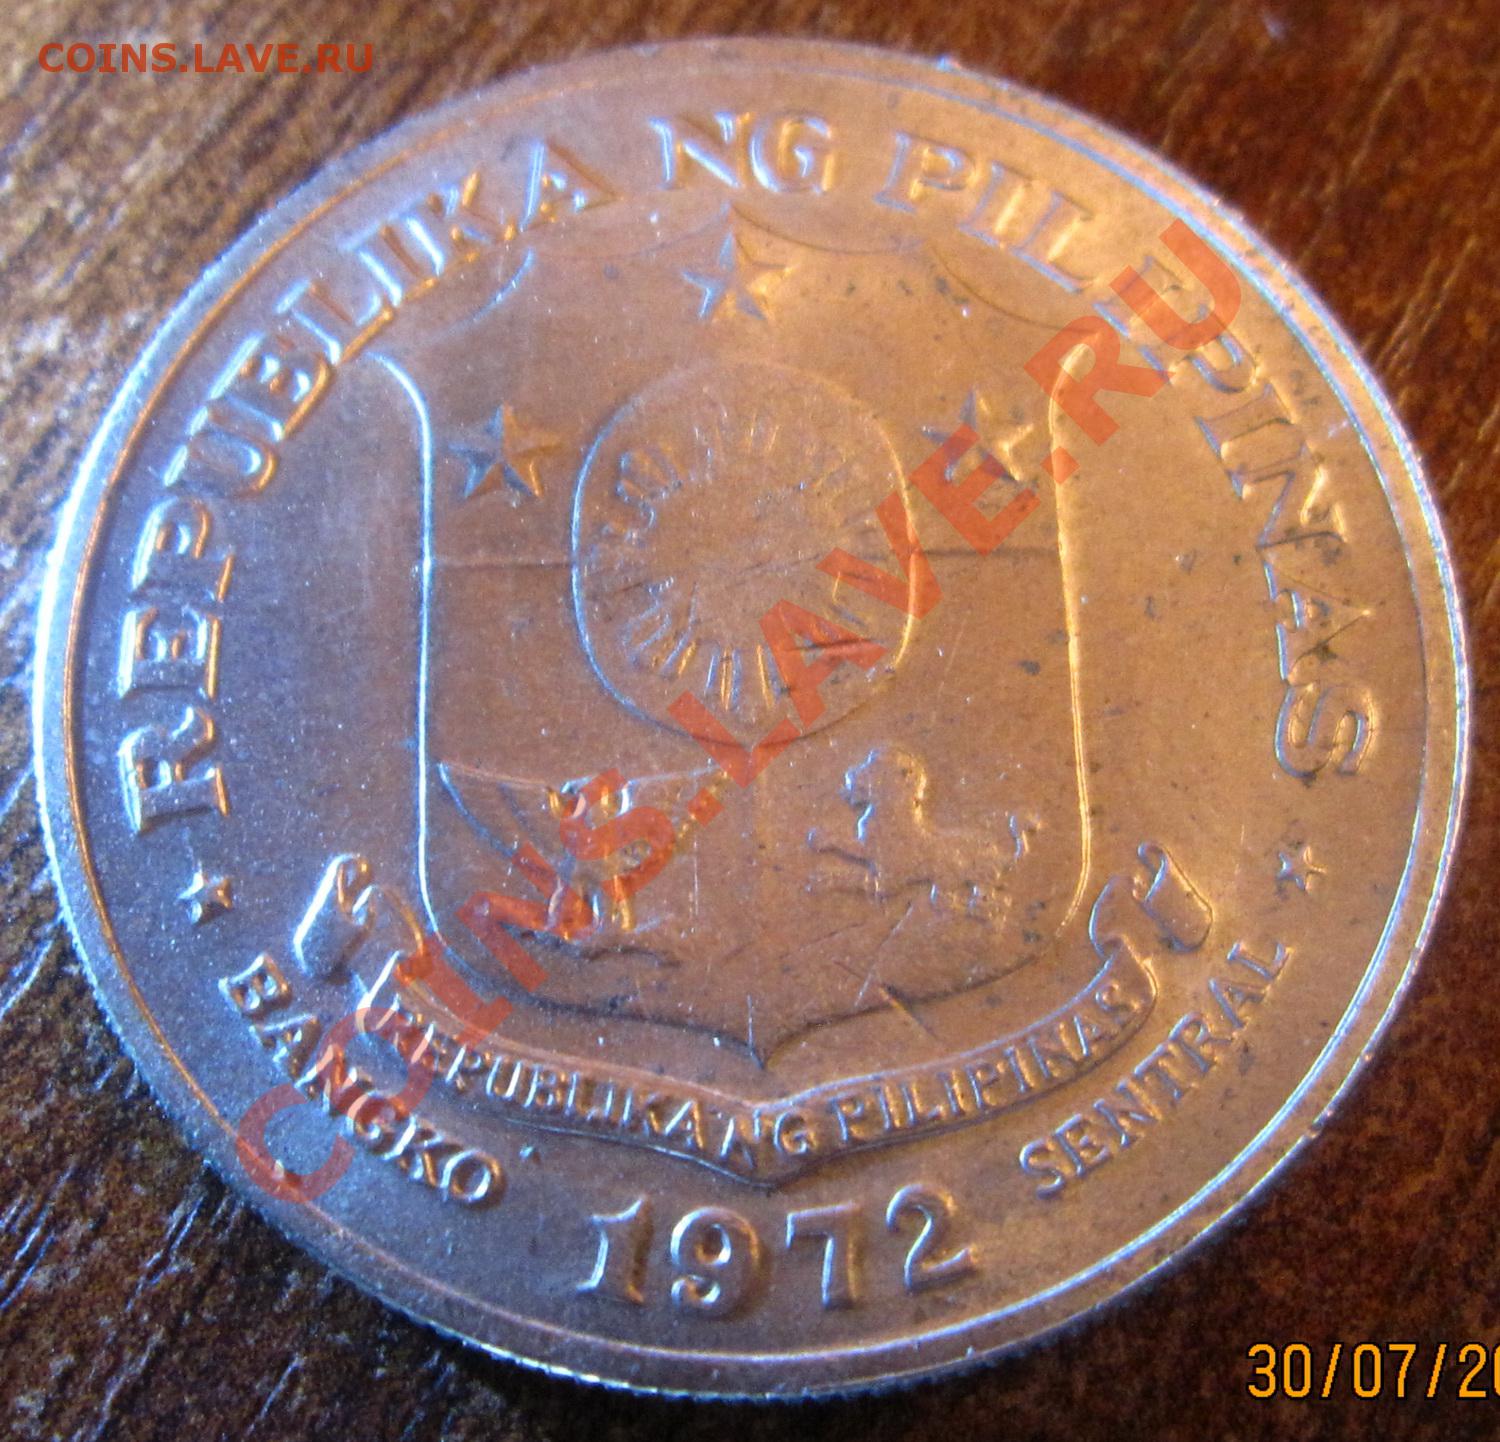 COINS.LAVE.RU
REPUBLIKA NG PILIPINAS
REPUBLIKA NG PILIPINAS
BANGKO SENTRAL
1972
COINS.LAVE.RU
30/07/20